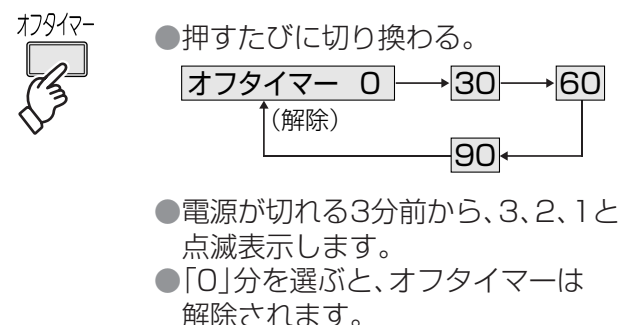 オフタイマー
●押すたびに切り換わる。
オフタイマー 0 → 30 → 60
(解除)
90
●電源が切れる3分前から、3、2、1と
点滅表示します。
●「0」分を選ぶと、オフタイマーは
解除されます。